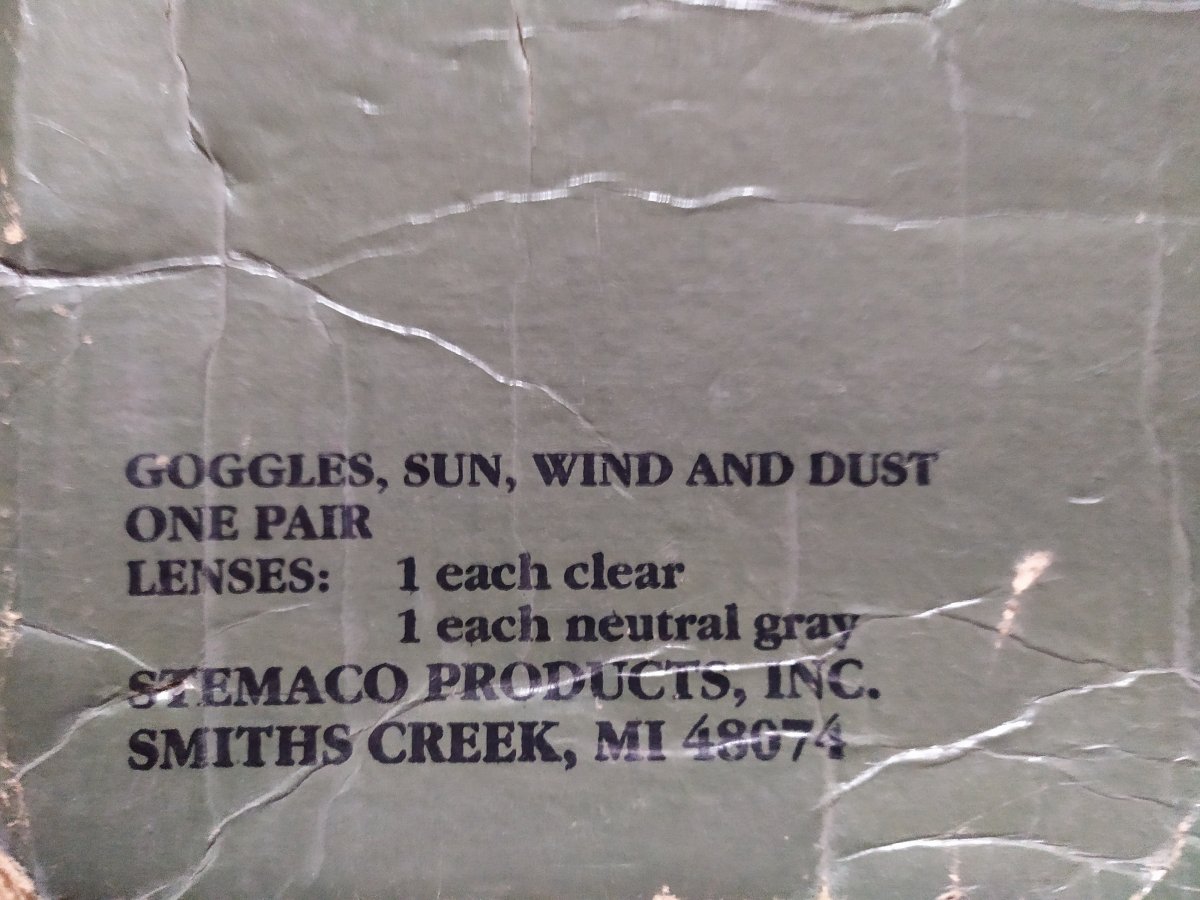 GOGGLES, SUN, WIND AND DUST
ONE PAIR
LENSES: 1 each clear
1 each neutral gray
STEMACO PRODUCTS, INC.
SMITHS CREEK, MI 48074